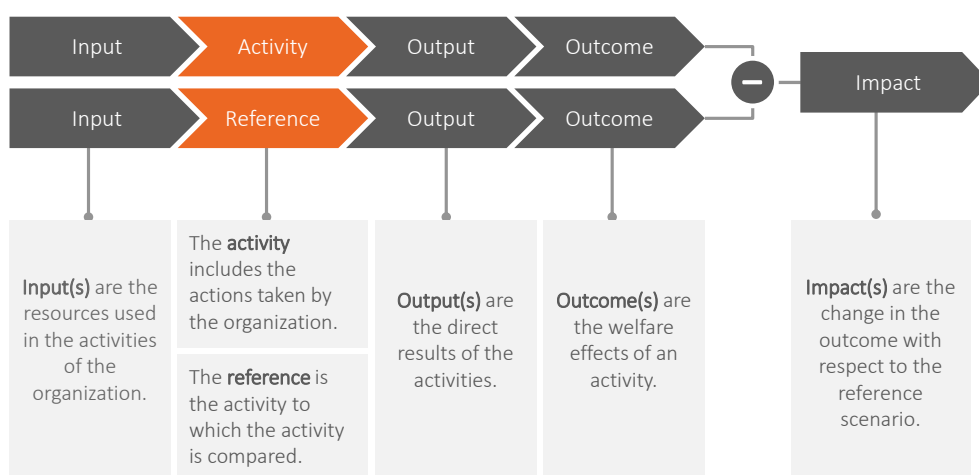 Input
Activity
Output
Outcome
Impact
Input
Reference
Output
Outcome
Input(s) are the
resources used
in the activities
of the
organization.
The activity
includes the
actions taken by
the organization.
The reference is
the activity to
which the activity
is compared.
Output(s) are
the direct
results of the
activities.
Outcome(s) are
the welfare
effects of an
activity.
Impact(s) are the
change in the
outcome with
respect to the
reference
scenario.